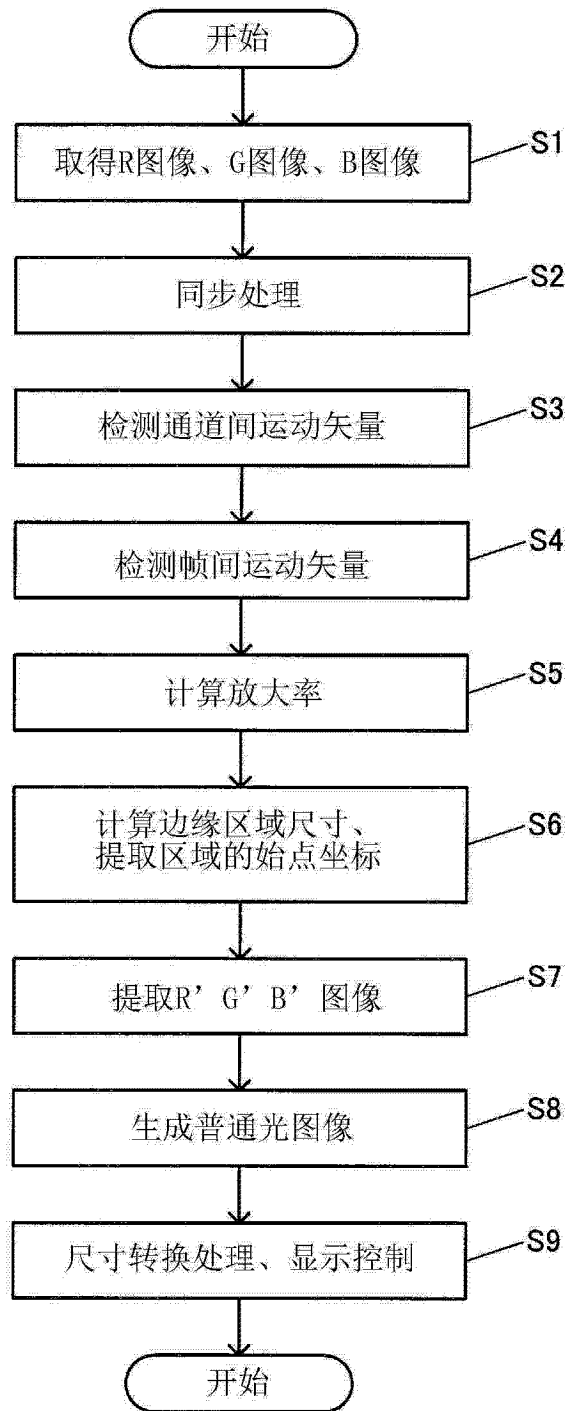 开始
取得R图像、G图像、B图像
S1
同步处理
S2
检测通道间运动矢量
S3
检测帧间运动矢量
S4
计算放大率
S5
计算边缘区域尺寸、
提取区域的始点坐标
S6
提取R’G’B’图像
S7
生成普通光图像
S8
尺寸转换处理、显示控制
S9
开始